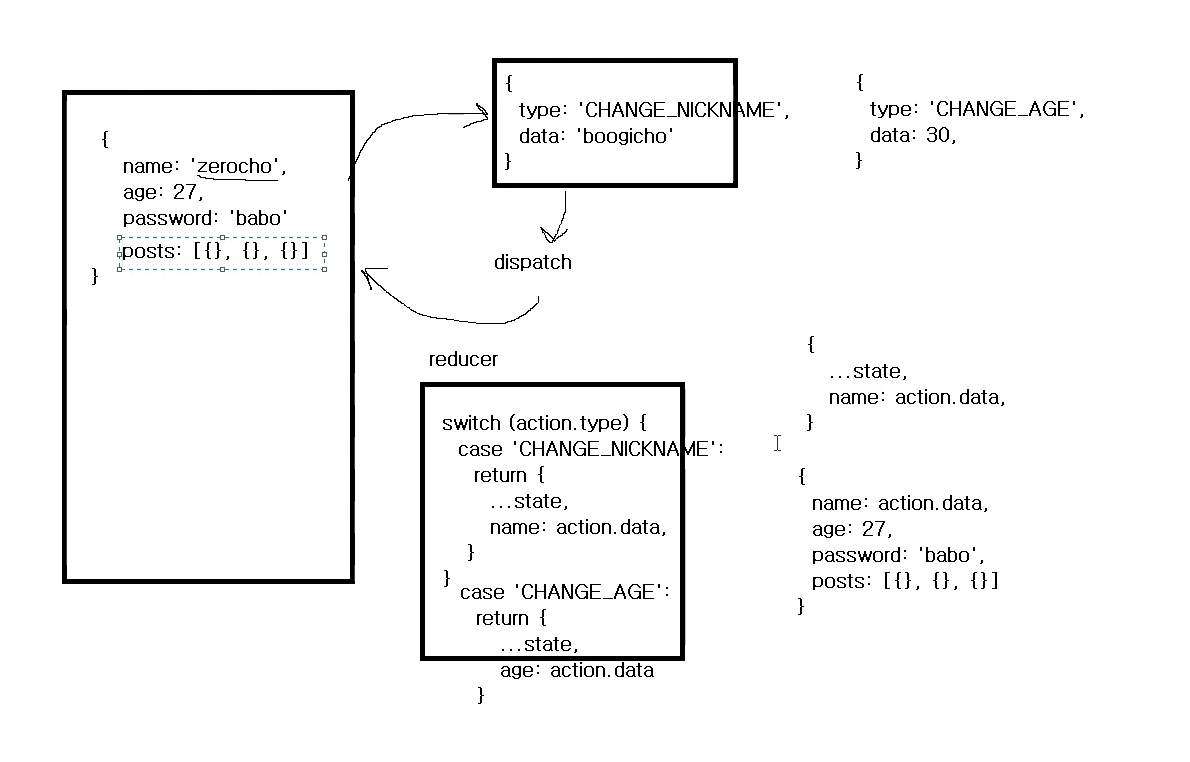 {
name: 'zerocho',
age: 27,
password: 'babo'
posts: [{}, {}, {}]
}
{
type: 'CHANGE_NICKNAME',
data: 'boogicho'
}
{
type: 'CHANGE_AGE',
data: 30,
}
dispatch
reducer
switch (action.type) {
case 'CHANGE_NICKNAME':
return {
...state,
name: action.data,
}
}
case 'CHANGE_AGE':
return {
...state,
age: action.data
}
{
...state,
name: action.data,
}
{
name: action.data,
age: 27,
password: 'babo',
posts: [{}, {}, {}]
}